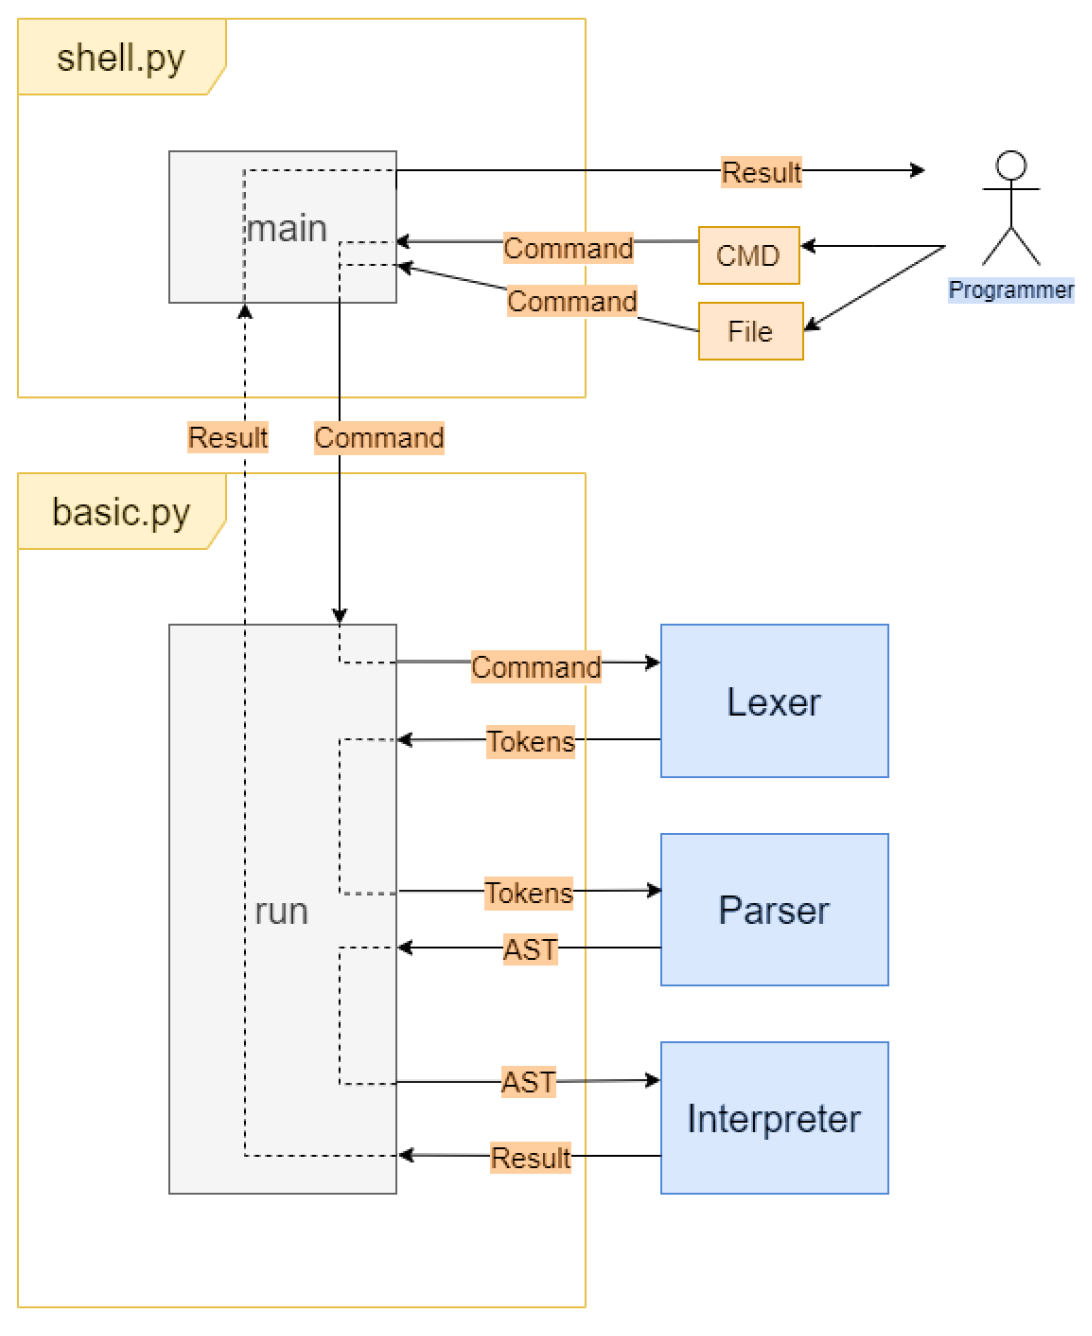 shell.py
main
Result
Command
CMD
Command
File
Programmer
Result
Command
basic.py
run
Command
Lexer
Tokens
Tokens
Parser
AST
AST
Interpreter
Result